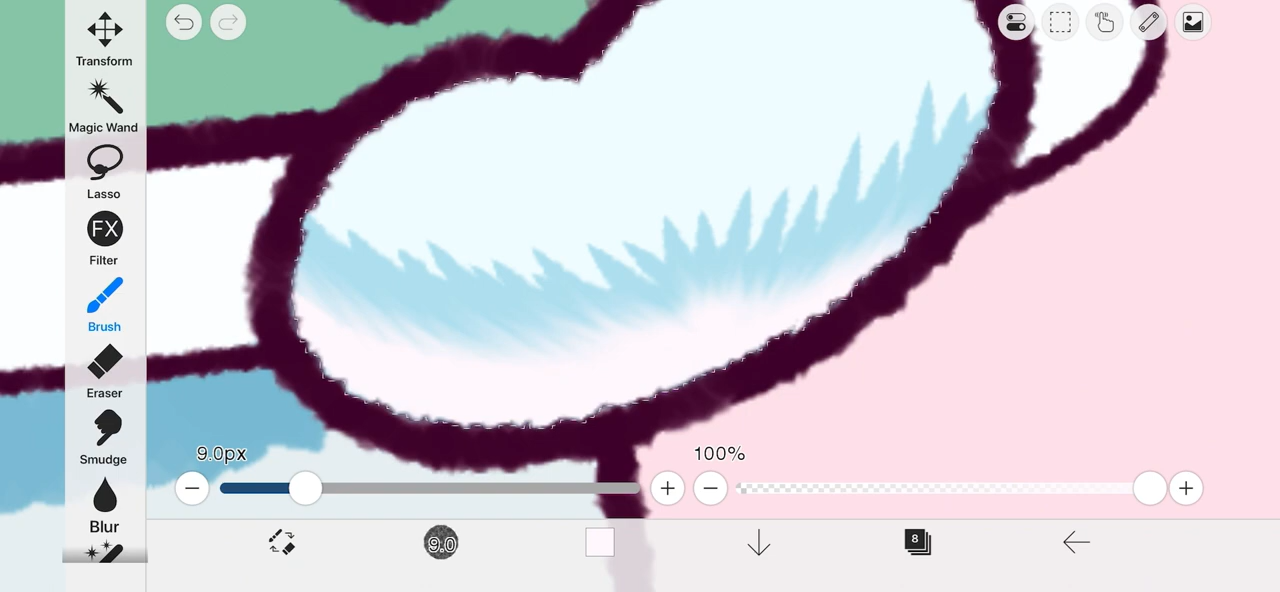 Transform
Magic Wand
Lasso
FX
Filter
Brush
Eraser
Smudge
Blur
9.0px
100%
9.0
8